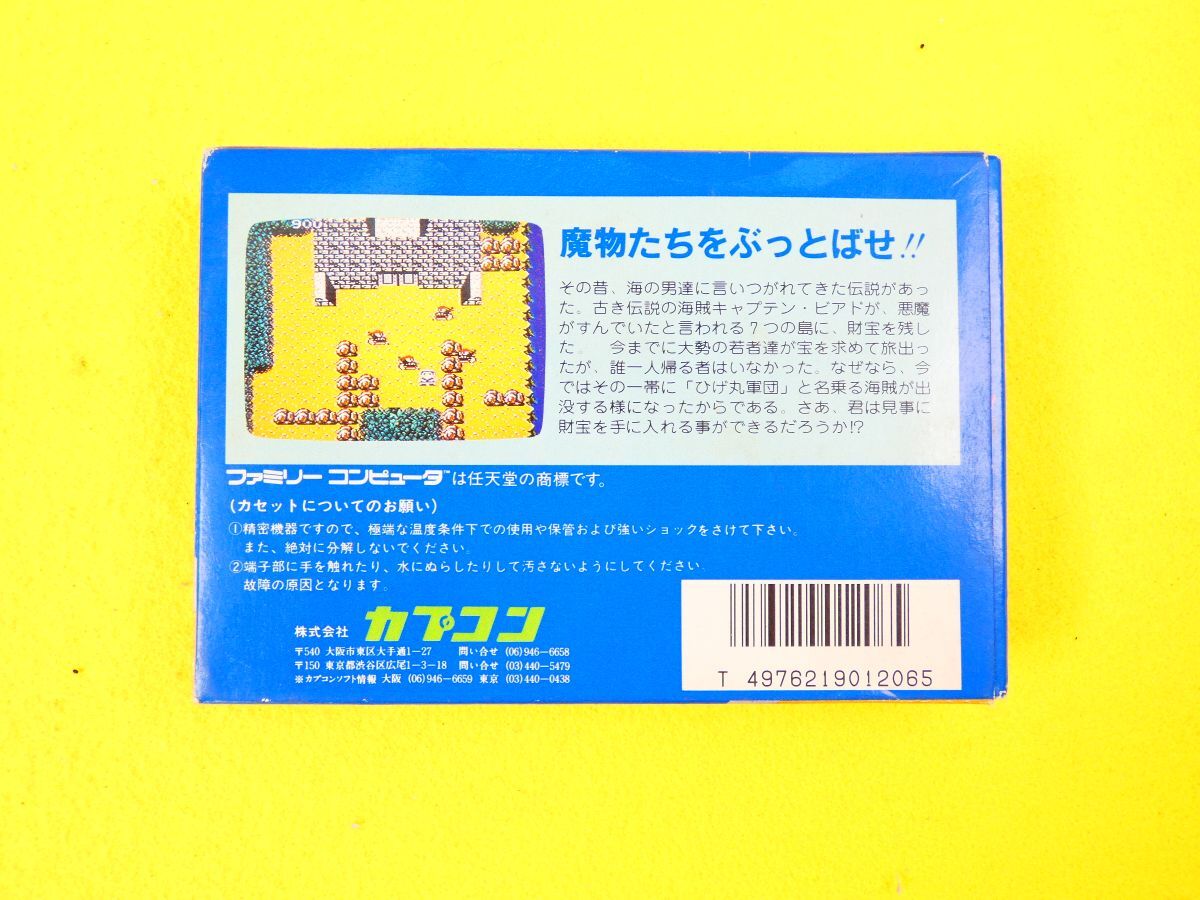 900
魔物たちをぶっとばせ!!
その昔、海の男達に言いつがれてきた伝説があっ
た。古き伝説の海賊キャプテン・ビアドが、悪魔
がすんでいたと言われる7つの島に、財宝を残し
た。 今までに大勢の若者達が宝を求めて旅出っ
たが、誰一人帰る者はいなかった。なぜなら、今
ではその一帯に「ひげ丸軍団」と名乗る海賊が出
没する様になったからである。さあ、君は見事に
財宝を手に入れる事ができるだろうか!?
ファミリー コンピュータ™は任天堂の商標です。
(カセットについてのお願い)
①精密機器ですので、極端な温度条件下での使用や保管および強いショックをさけて下さい。
また、絶対に分解しないでください。
②端子部に手を触れたり、水にぬらしたりして汚さないようにしてください。
故障の原因となります。
株式会社 カプコン
〒540 大阪市東区大手通1-27 問い合せ (06)946-6658
〒150 東京都渋谷区広尾1-3-18 問い合せ (03)440-5479
※カプコンソフト情報 大阪 (06)946-6659 東京 (03)440-0438
T 4976219012065